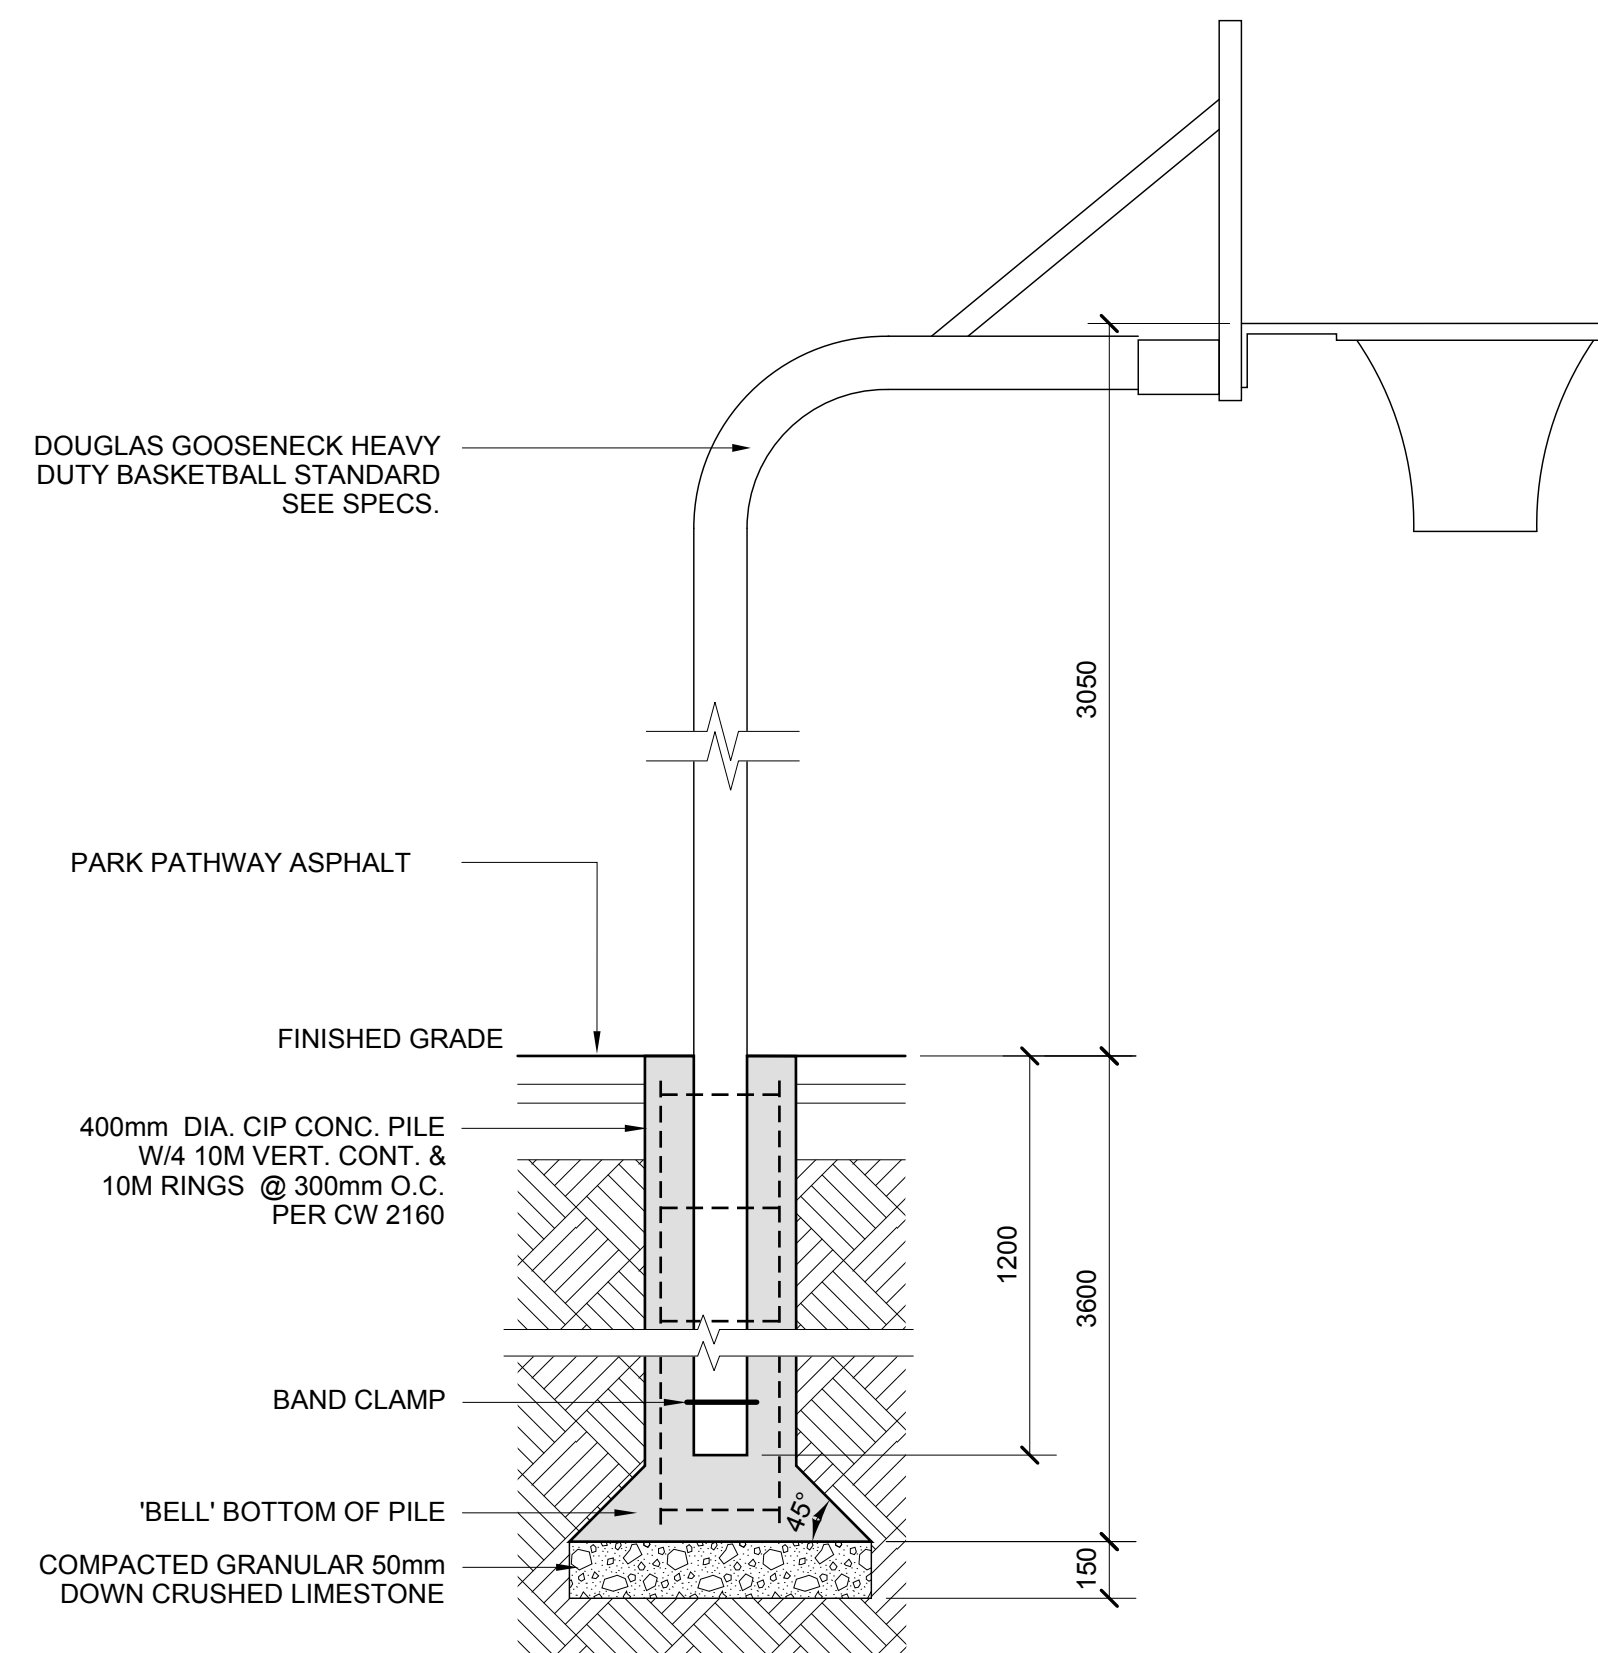 DOUGLAS GOOSENECK HEAVY
DUTY BASKETBALL STANDARD
SEE SPECS.
3050
PARK PATHWAY ASPHALT
FINISHED GRADE
400mm DIA. CIP CONC. PILE
W/4 10M VERT. CONT. &
10M RINGS @ 300mm O.C.
PER CW 2160
1200
3600
BAND CLAMP
'BELL' BOTTOM OF PILE
45°
COMPACTED GRANULAR 50mm
DOWN CRUSHED LIMESTONE
150